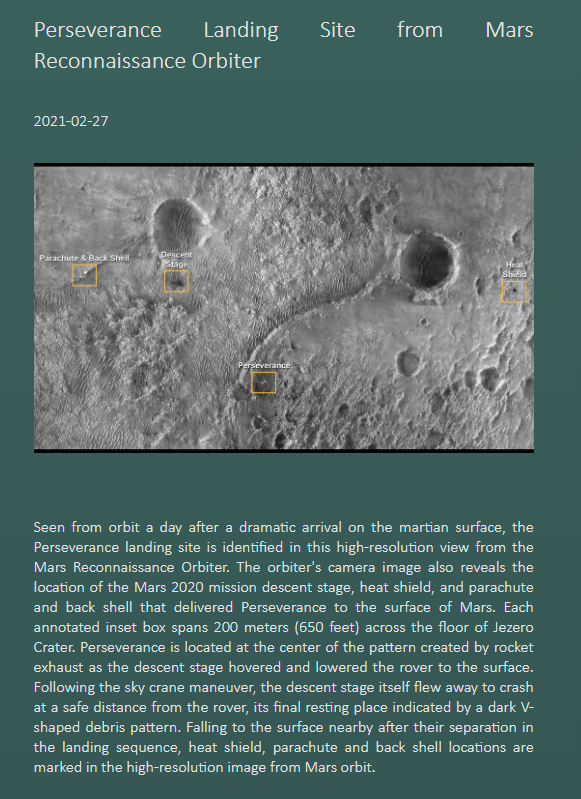 Perseverance Landing Site from Mars
Reconnaissance Orbiter
2021-02-27
Parachute & Back Shell
Descent
Stage
Heat
Shield
Perseverance
Seen from orbit a day after a dramatic arrival on the martian surface, the
Perseverance landing site is identified in this high-resolution view from the
Mars Reconnaissance Orbiter. The orbiter's camera image also reveals the
location of the Mars 2020 mission descent stage, heat shield, and parachute
and back shell that delivered Perseverance to the surface of Mars. Each
annotated inset box spans 200 meters (650 feet) across the floor of Jezero
Crater. Perseverance is located at the center of the pattern created by rocket
exhaust as the descent stage hovered and lowered the rover to the surface.
Following the sky crane maneuver, the descent stage itself flew away to crash
at a safe distance from the rover, its final resting place indicated by a dark V-
shaped debris pattern. Falling to the surface nearby after their separation in
the landing sequence, heat shield, parachute and back shell locations are
marked in the high-resolution image from Mars orbit.